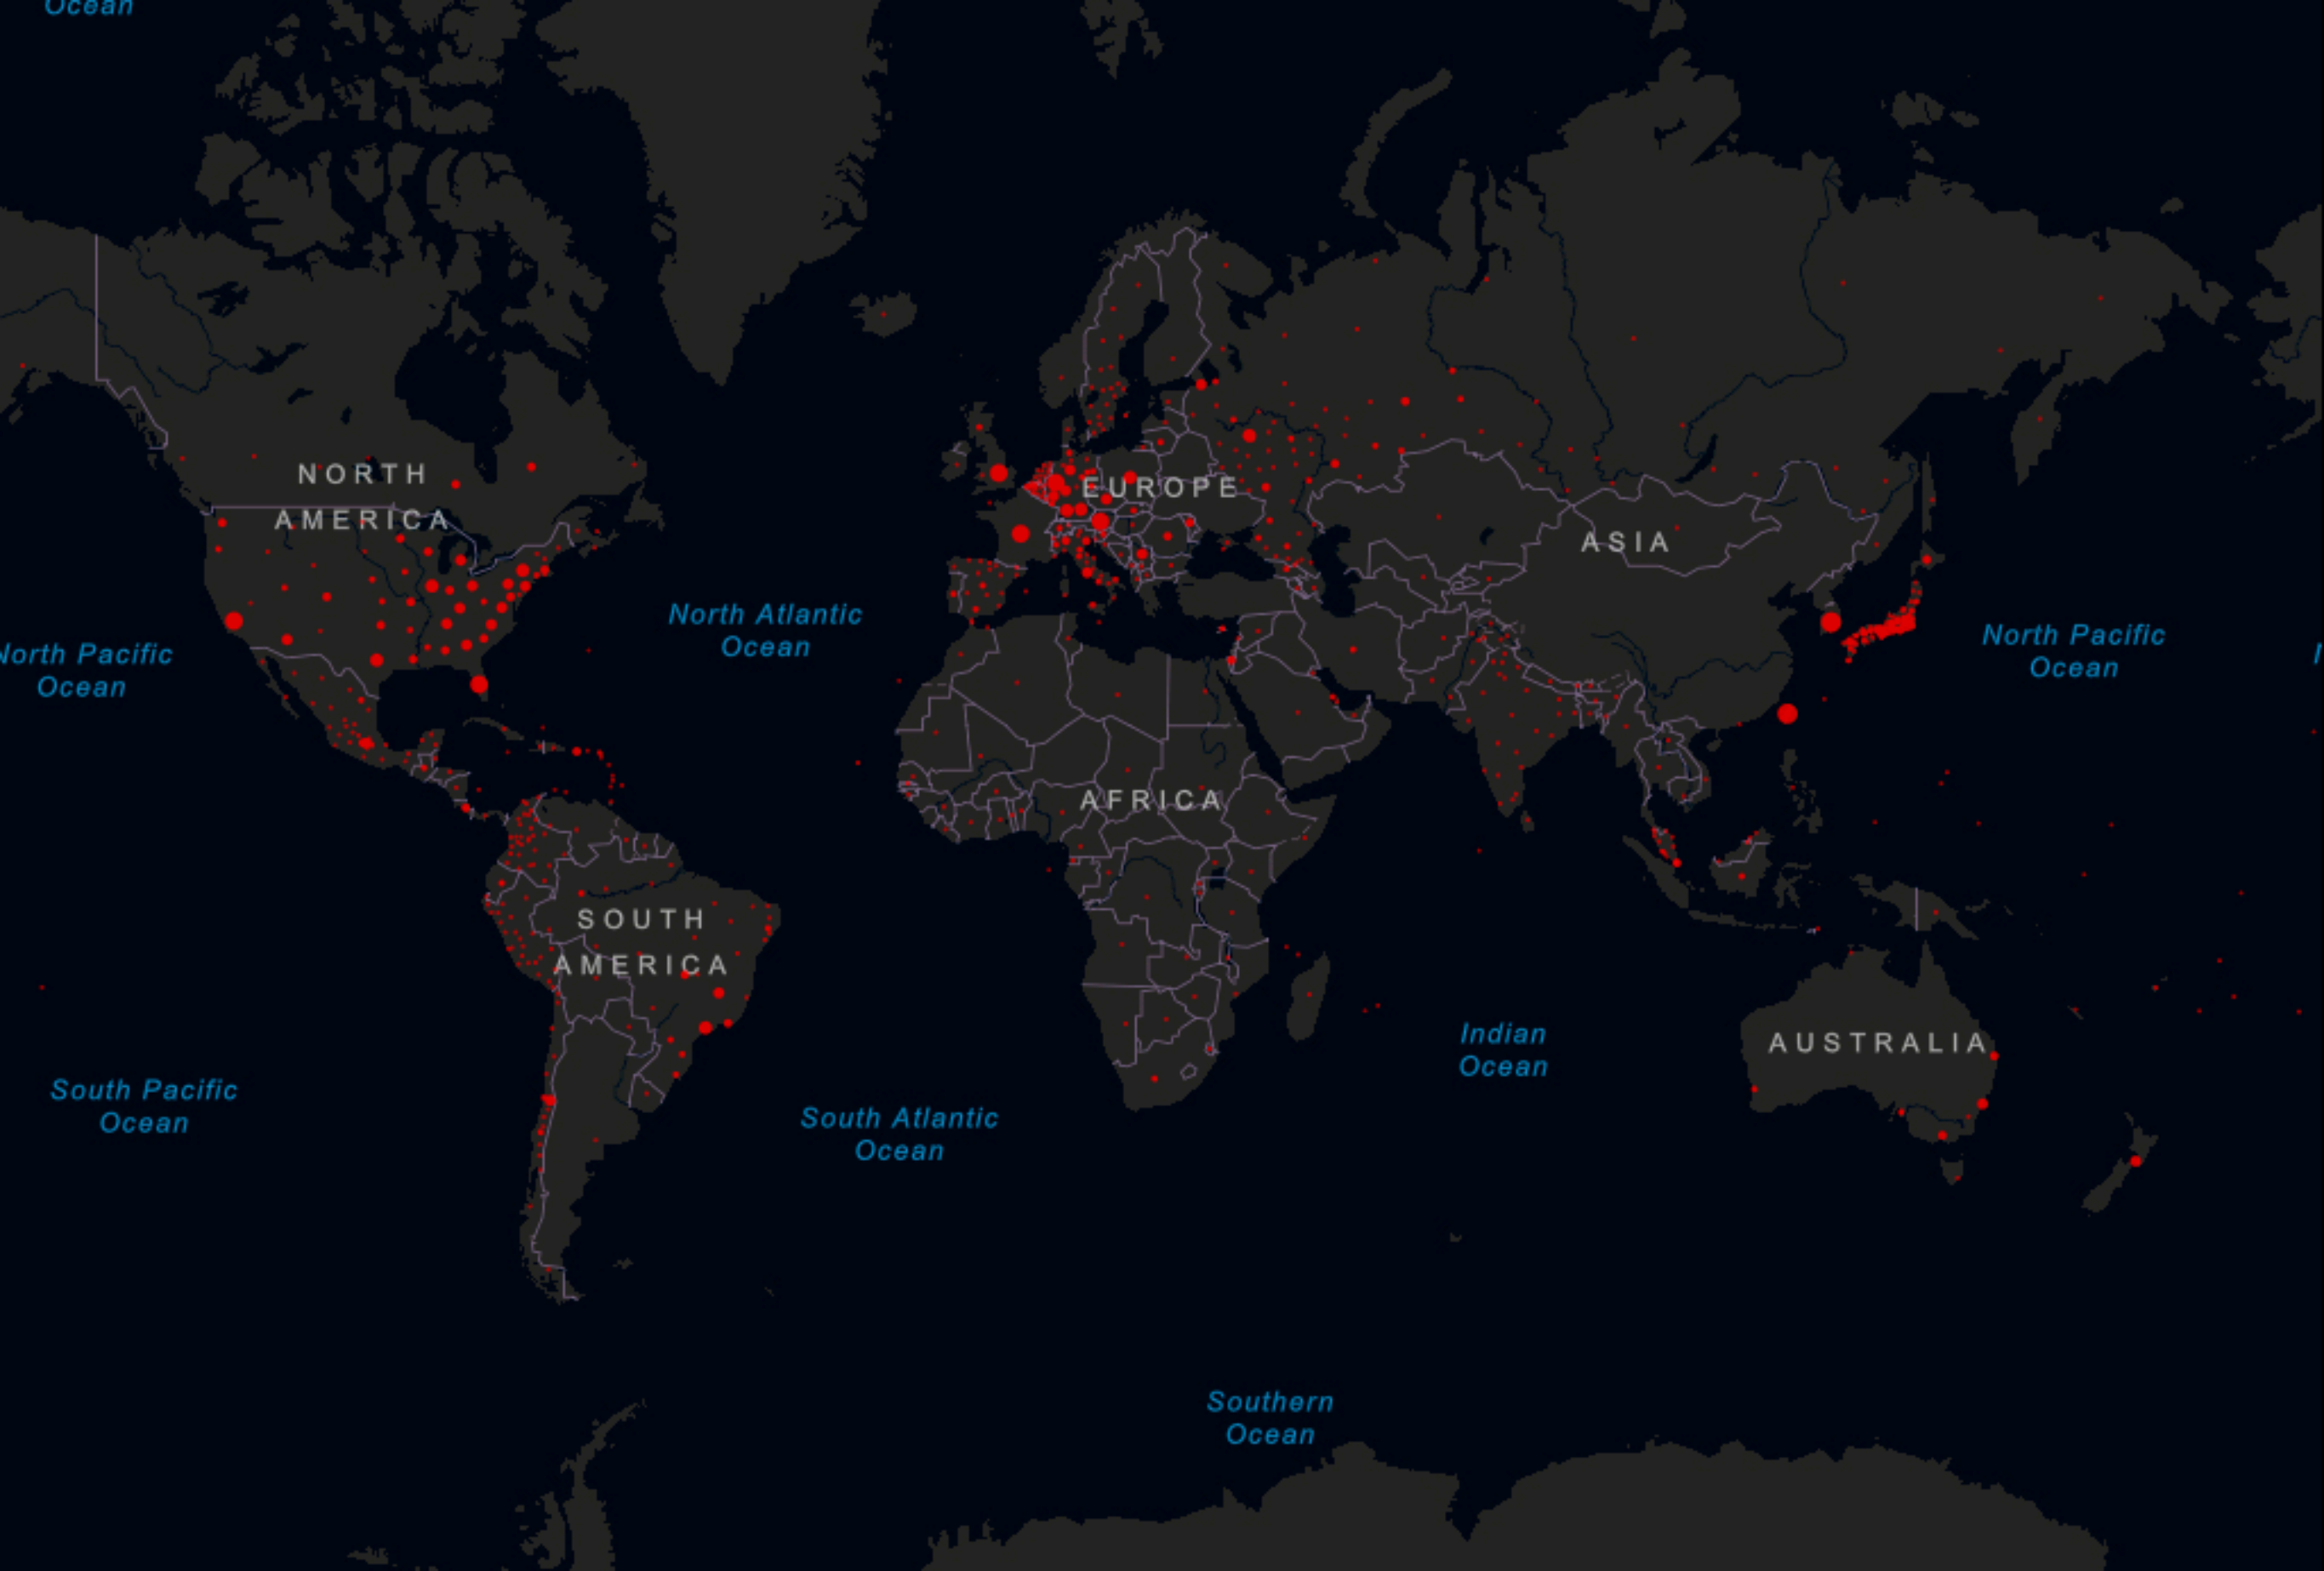 Ocean
NORTH
AMERICA
EUROPE
ASIA
North Atlantic
Ocean
North Pacific
Ocean
North Pacific
Ocean
AFRICA
SOUTH
AMERICA
Indian
Ocean
AUSTRALIA
South Pacific
Ocean
South Atlantic
Ocean
Southern
Ocean